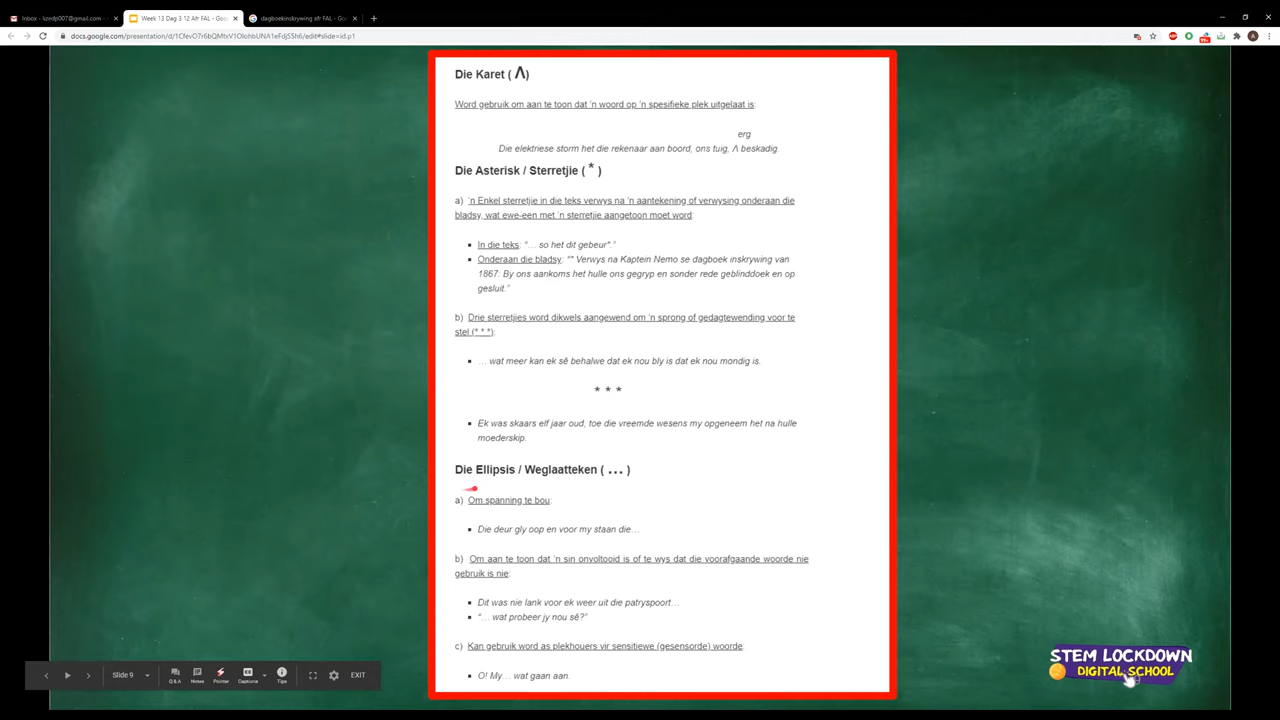 Inbox - lizedp007@gmail.com -
Week 13 Dag 3 12 Afr FAL - Goo
dagboekinskrywing afr FAL - Go
docs.google.com/presentation/d/1CfevO7r6bQMtxV1OlohbUNA1eFdjS5h6/edit#slide=id.p1
Die Karet ( Λ)
Word gebruik om aan te toon dat 'n woord op 'n spesifieke plek uitgelaat is:
erg
Die elektriese storm het die rekenaar aan boord, ons tuig, Λ beskadig.
Die Asterisk / Sterretjie ( * )
a) 'n Enkel sterretjie in die teks verwys na 'n aantekening of verwysing onderaan die
bladsy, wat ewe-een met 'n sterretjie aangetoon moet word:
▪ In die teks: “… so het dit gebeur*.”
▪ Onderaan die bladsy: “* Verwys na Kaptein Nemo se dagboek inskrywing van
1867: By ons aankoms het hulle ons gegryp en sonder rede geblinddoek en op
gesluit.”
b) Drie sterretjies word dikwels aangewend om 'n sprong of gedagtewending voor te
stel (* * *):
▪ … wat meer kan ek sê behalwe dat ek nou bly is dat ek nou mondig is.
* * *
▪ Ek was skaars elf jaar oud, toe die vreemde wesens my opgeneem het na hulle
moederskip.
Die Ellipsis / Weglaatteken ( … )
a) Om spanning te bou:
▪ Die deur gly oop en voor my staan die…
b) Om aan te toon dat 'n sin onvoltooid is of te wys dat die voorafgaande woorde nie
gebruik is nie:
▪ Dit was nie lank voor ek weer uit die patryspoort…
▪ “… wat probeer jy nou sê?”
c) Kan gebruik word as plekhouers vir sensitiewe (gesensorde) woorde:
▪ O! My… wat gaan aan.
Slide 9
Q & A
Notes
Pointer
Captions
Tips
EXIT
STEM LOCKDOWN
DIGITAL SCHOOL